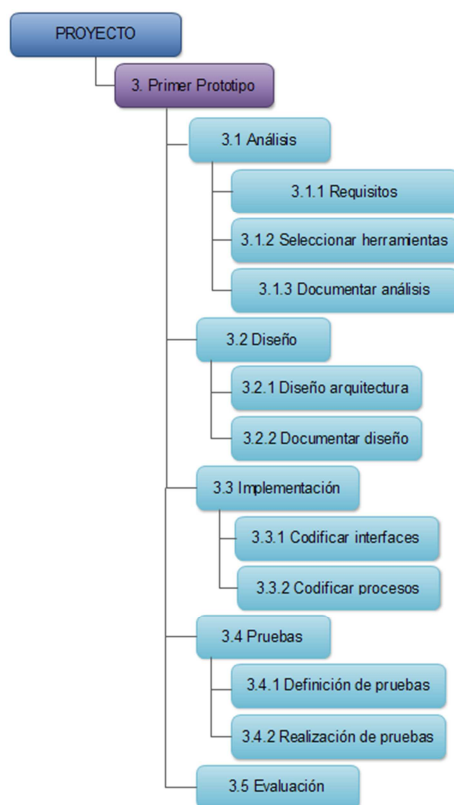 PROYECTO
3. Primer Prototipo
3.1 Análisis
3.1.1 Requisitos
3.1.2 Seleccionar herramientas
3.1.3 Documentar análisis
3.2 Diseño
3.2.1 Diseño arquitectura
3.2.2 Documentar diseño
3.3 Implementación
3.3.1 Codificar interfaces
3.3.2 Codificar procesos
3.4 Pruebas
3.4.1 Definición de pruebas
3.4.2 Realización de pruebas
3.5 Evaluación